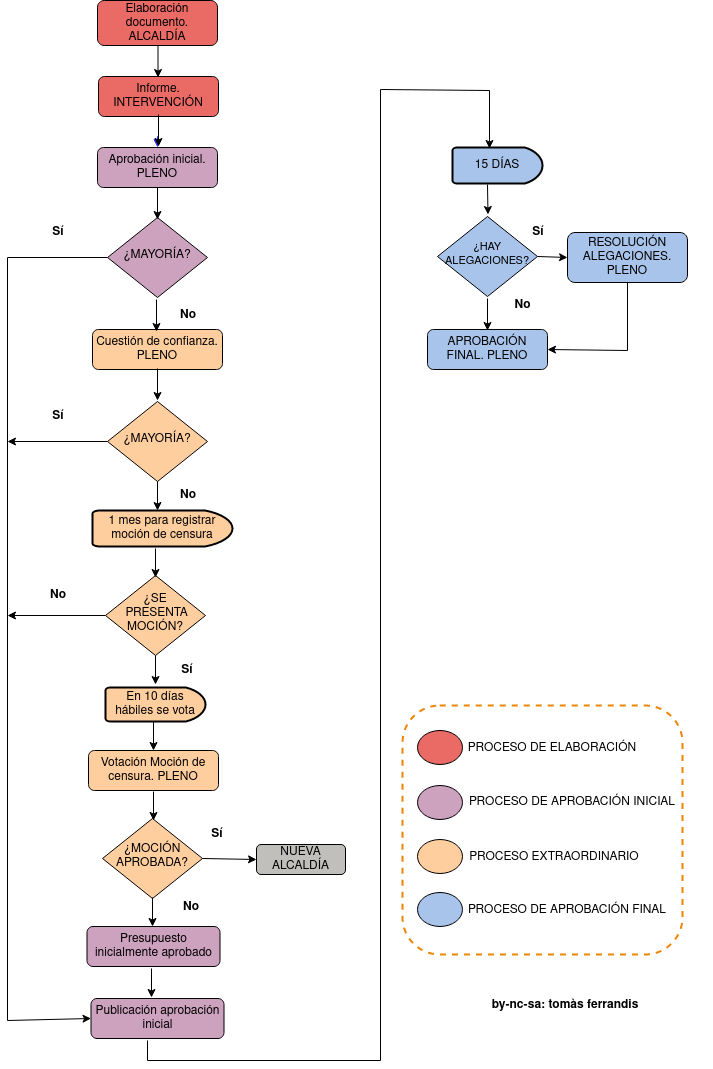 Elaboración
documento.
ALCALDÍA
Informe.
INTERVENCIÓN
Aprobación inicial.
PLENO
Sí
¿MAYORÍA?
No
Cuestión de confianza.
PLENO
Sí
¿MAYORÍA?
No
1 mes para registrar
moción de censura
No
¿SE
PRESENTA
MOCIÓN?
Sí
En 10 días
hábiles se vota
Votación Moción de
censura. PLENO
¿MOCIÓN
APROBADA?
Sí
NUEVA
ALCALDÍA
No
Presupuesto
inicialmente aprobado
Publicación aprobación
inicial
15 DÍAS
¿HAY
ALEGACIONES?
Sí
RESOLUCIÓN
ALEGACIONES.
PLENO
No
APROBACIÓN
FINAL. PLENO
PROCESO DE ELABORACIÓN
PROCESO DE APROBACIÓN INICIAL
PROCESO EXTRAORDINARIO
PROCESO DE APROBACIÓN FINAL
by-nc-sa: tomàs ferrandis